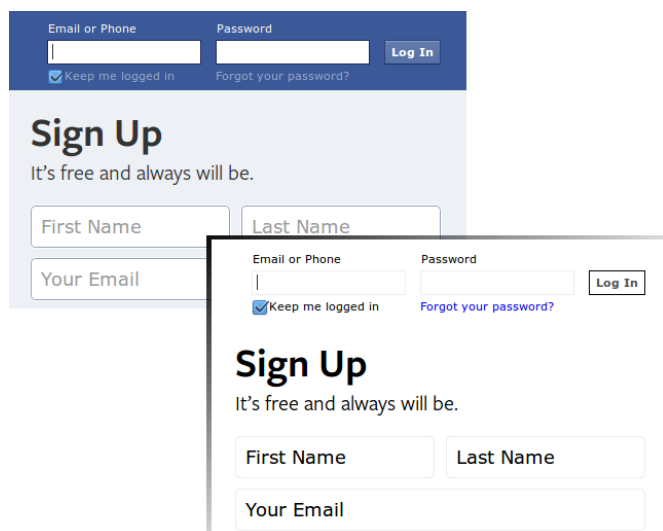 Email or Phone Password
Log In
Keep me logged in Forgot your password?
Sign Up
It's free and always will be.
First Name Last Name
Your Email
Email or Phone Password
Log In
Keep me logged in Forgot your password?
Sign Up
It's free and always will be.
First Name Last Name
Your Email